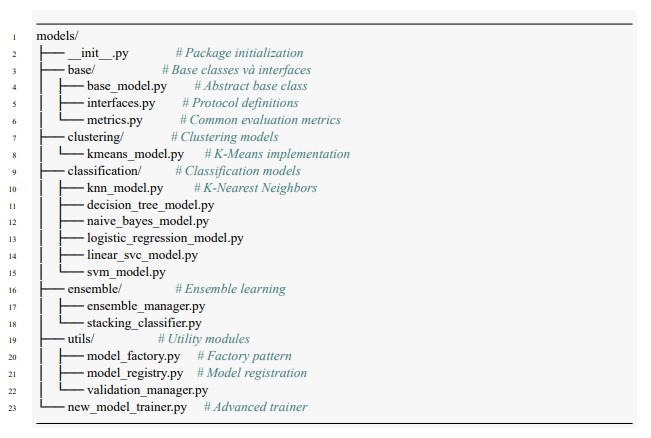 1 models/
2 ├── __init__.py # Package initialization
3 ├── base/ # Base classes và interfaces
4 │ ├── base_model.py # Abstract base class
5 │ ├── interfaces.py # Protocol definitions
6 │ └── metrics.py # Common evaluation metrics
7 ├── clustering/ # Clustering models
8 │ └── kmeans_model.py # K-Means implementation
9 ├── classification/ # Classification models
10 │ ├── knn_model.py # K-Nearest Neighbors
11 │ ├── decision_tree_model.py
12 │ ├── naive_bayes_model.py
13 │ ├── logistic_regression_model.py
14 │ ├── linear_svc_model.py
15 │ └── svm_model.py
16 ├── ensemble/ # Ensemble learning
17 │ ├── ensemble_manager.py
18 │ └── stacking_classifier.py
19 ├── utils/ # Utility modules
20 │ ├── model_factory.py # Factory pattern
21 │ ├── model_registry.py # Model registration
22 │ └── validation_manager.py
23 └── new_model_trainer.py # Advanced trainer